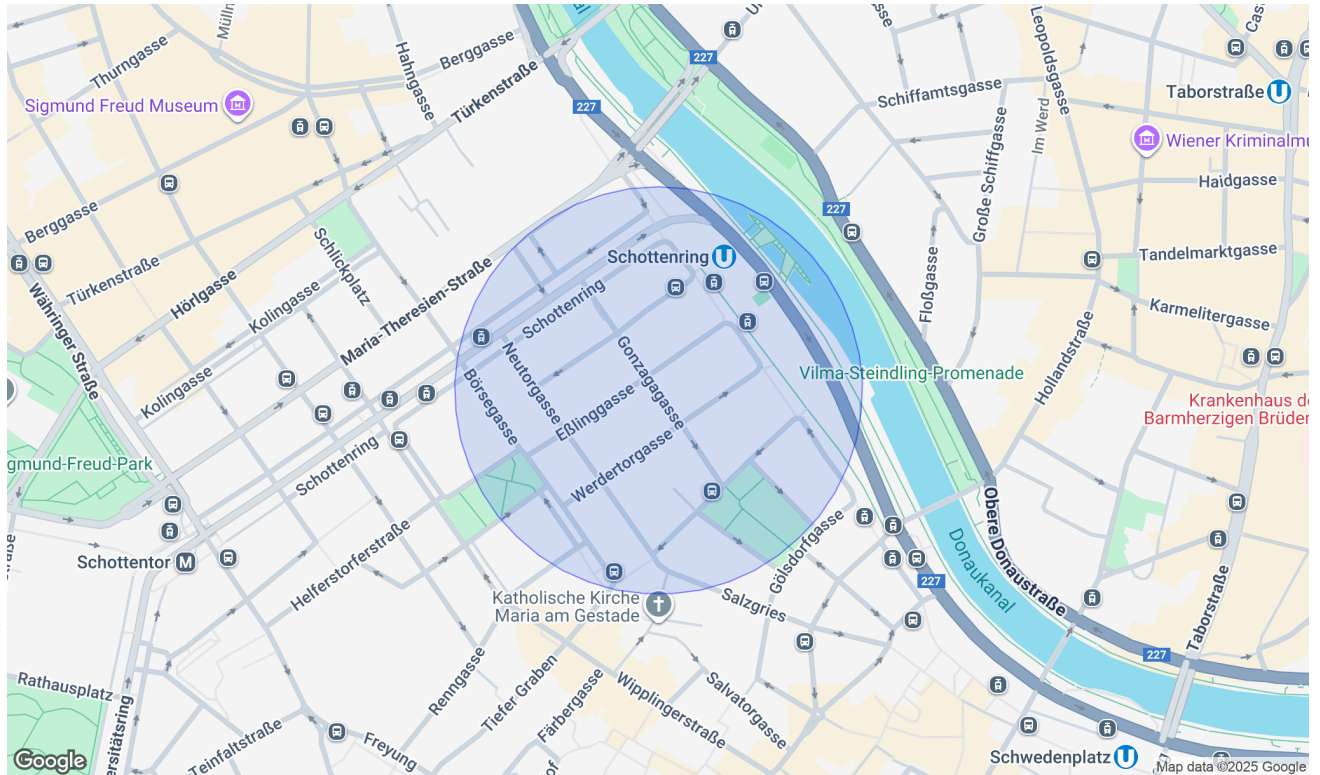 Thurngasse
Berggasse
Hahngasse
Türkenstraße
227
Leopoldsgasse
Schiffamtsgasse
Taborstraße U
Sigmund Freud Museum
227
Im Werd
Wiener Kriminalmu
Große Schiffgasse
Haidgasse
Berggasse
227
Schlickplatz
Türkenstraße
Hörlgasse
Schottenring U
Tandelmarktgasse
Floßgasse
Währinger Straße
Kolingasse
Maria-Theresien-Straße
Schottenring
Karmelitergasse
Hollandstraße
Neutorgasse
Gonzagagasse
Kolingasse
Börsegasse
Eßlinggasse
Vilma-Steindling-Promenade
Krankenhaus de
Barmherzigen Brüder
gmund-Freud-Park
Schottenring
Werdertorgasse
Obere Donaustraße
Donaukanal
Schottentor M
Helferstorferstraße
Gölsdorfgasse
227
Katholische Kirche
Maria am Gestade
Salzgries
Taborstraße
227
Rathausplatz
Renngasse
Tiefer Graben
Färbergasse
Wipplingerstraße
Salvatorgasse
ersitätsring
Teinfaltstraße
Freyung
of
Schwedenplatz U
Google
Map data ©2025 Google